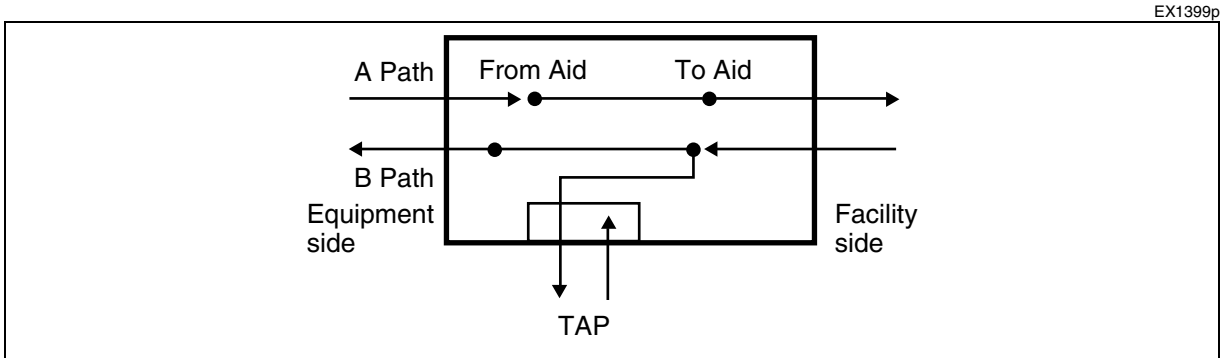 EX1399p
A Path
From Aid
To Aid
B Path
Equipment
side
Facility
side
TAP